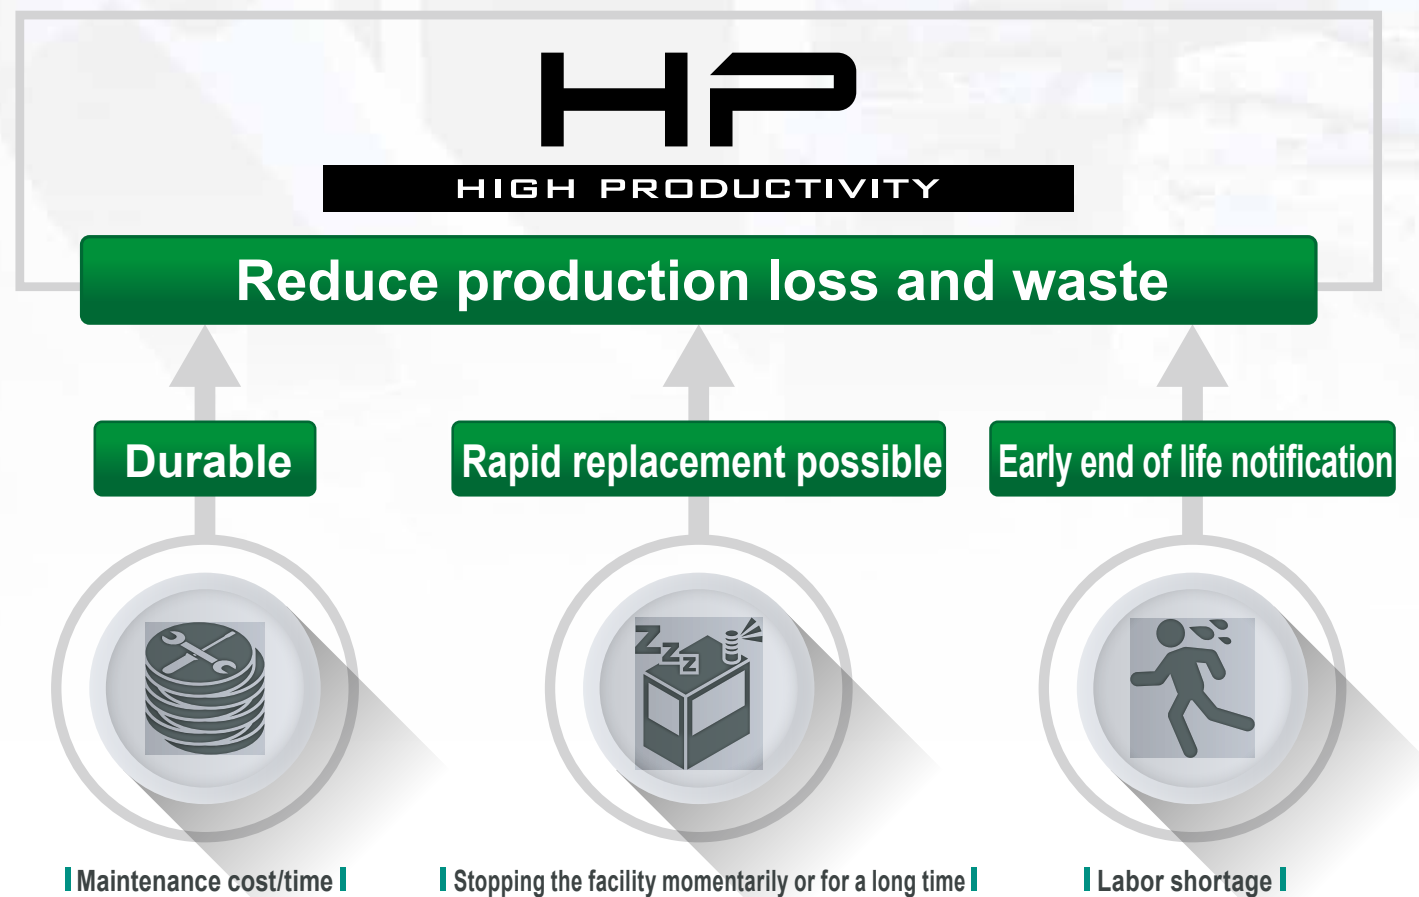 HP
HIGH PRODUCTIVITY
Reduce production loss and waste
Durable
Rapid replacement possible
Early end of life notification
ZZZ
Maintenance cost/time
Stopping the facility momentarily or for a long time
Labor shortage